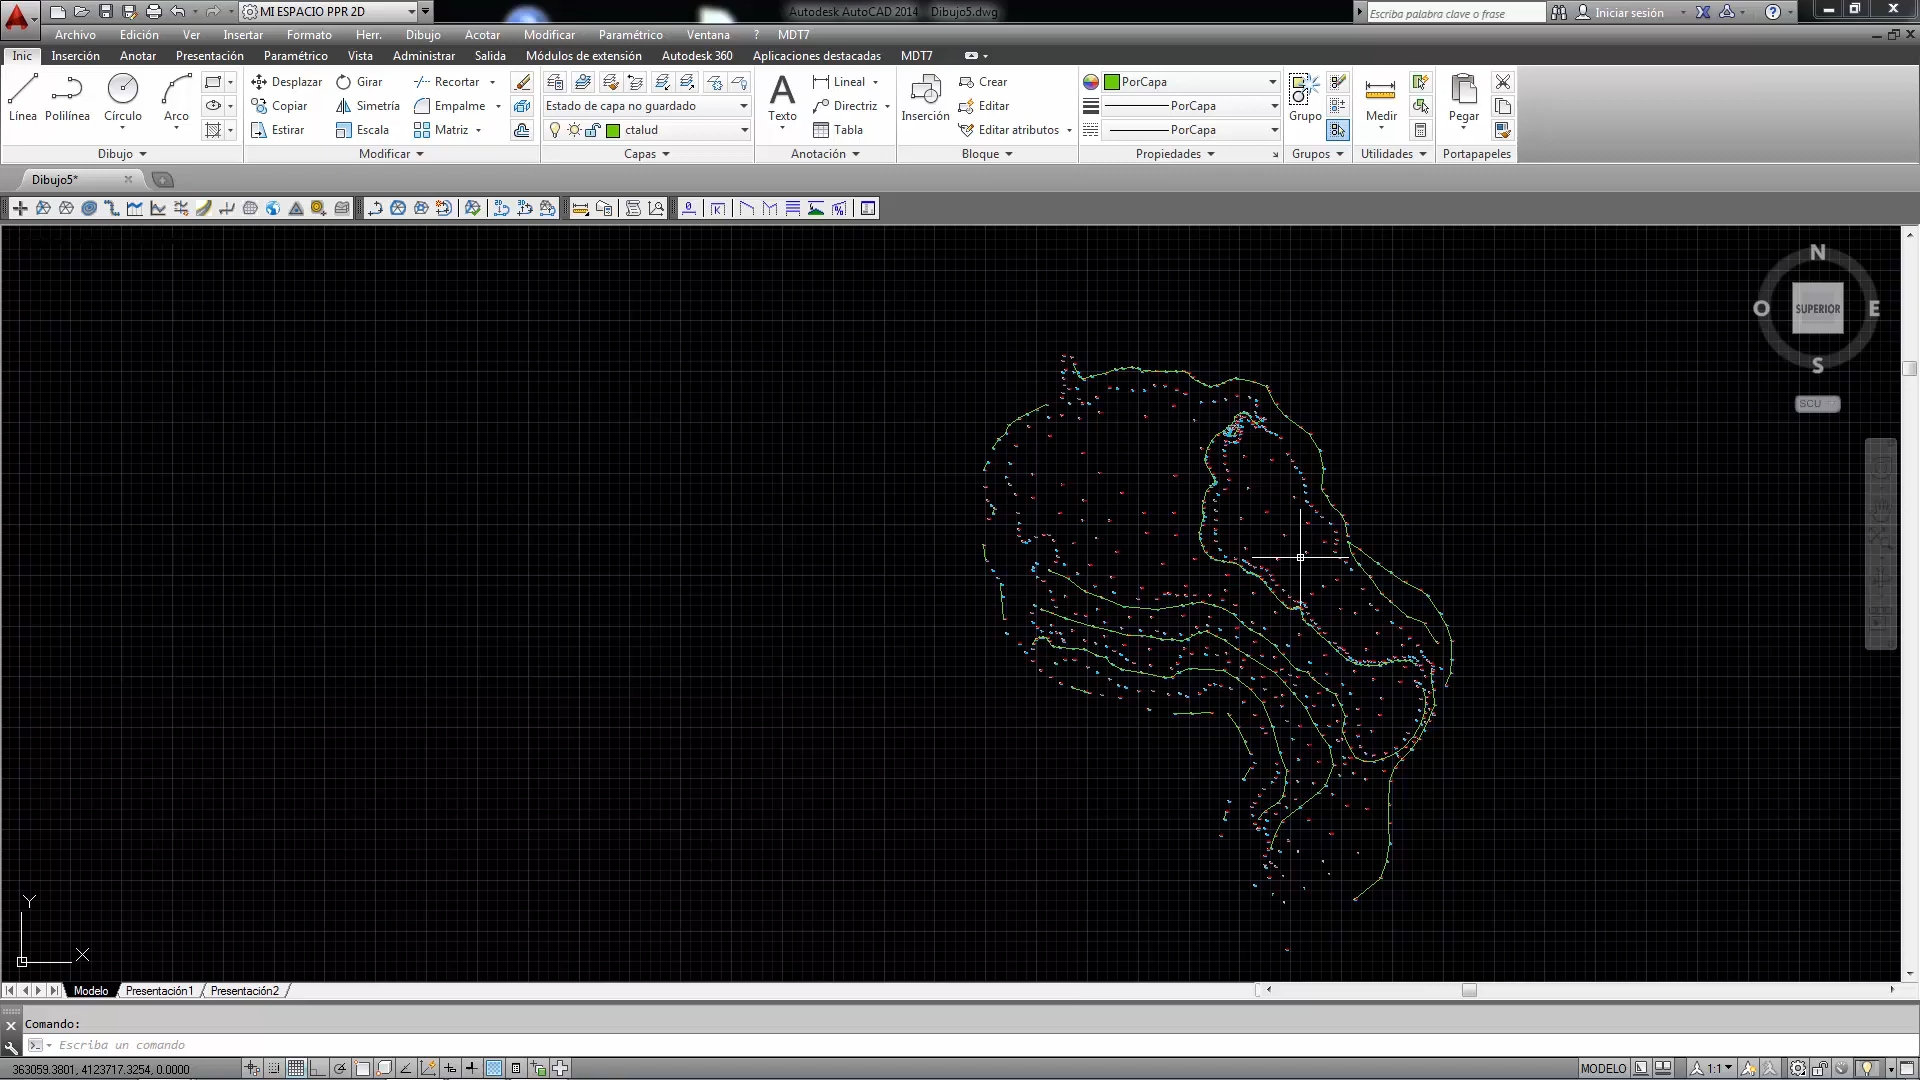 MI ESPACIO PPR 2D
Autodesk AutoCAD 2014 Dibujo5.dwg
Escriba palabra clave o frase
Iniciar sesión
Archivo Edición Ver Insertar Formato Herr. Dibujo Acotar Modificar Paramétrico Ventana ? MDT7
Inic Inserción Anotar Presentación Paramétrico Vista Administrar Salida Módulos de extensión Autodesk 360 Aplicaciones destacadas MDT7
Desplazar Girar Recortar Lineal Crear PorCapa
Copiar Simetría Empalme Estado de capa no guardado Directriz Editar PorCapa
Línea Polilínea Círculo Arco Texto Inserción Grupo Medir Pegar
Estirar Escala Matriz ctalud Tabla Editar atributos PorCapa
Dibujo Modificar Capas Anotación Bloque Propiedades Grupos Utilidades Portapapeles
Dibujo5*
N
O SUPERIOR E
S
SCU
Y
X
Modelo Presentación1 Presentación2
Comando:
Escriba un comando
363059.3801, 4123717.3254, 0.0000
MODELO
1:1